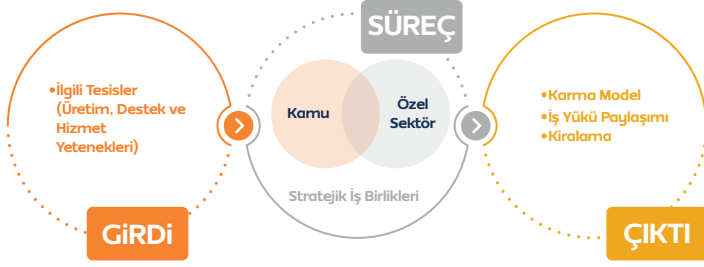 •İlgili Tesisler
(Üretim, Destek ve
Hizmet
Yetenekleri)
GİRDİ
SÜREÇ
Kamu
Özel
Sektör
Stratejik İş Birlikleri
•Karma Model
•İş Yükü Paylaşımı
•Kiralama
ÇIKTI